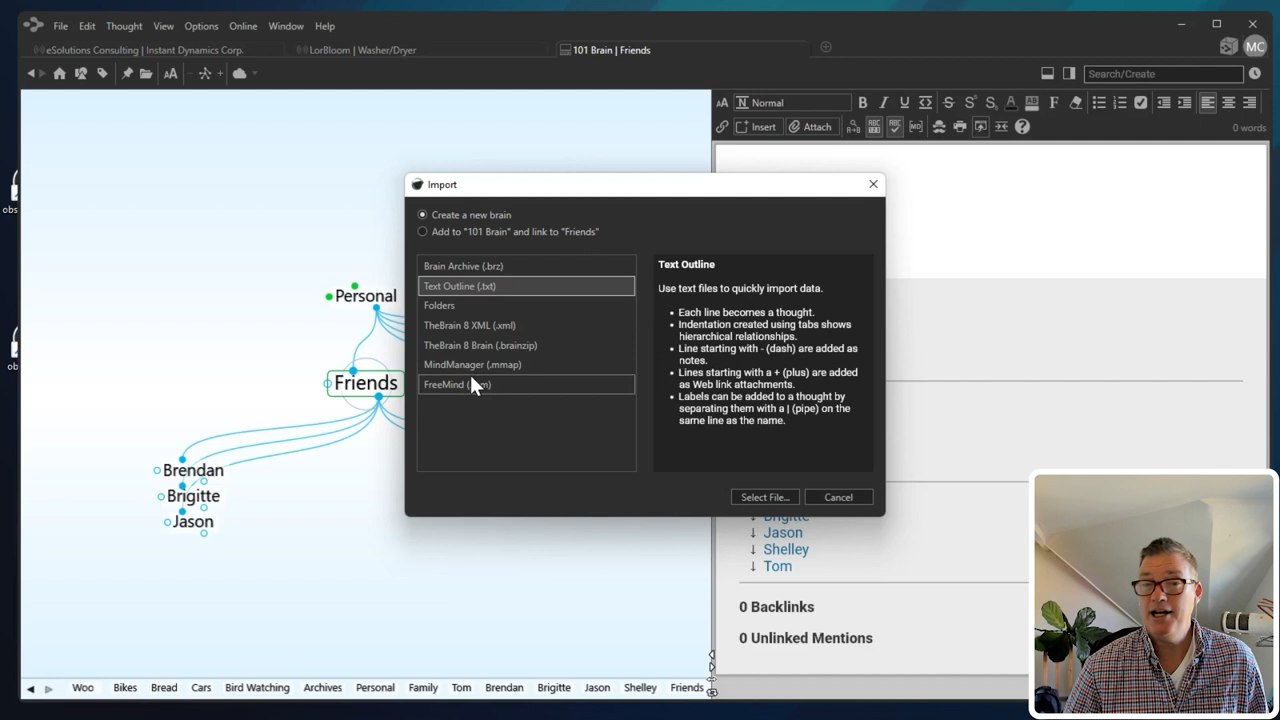 File Edit Thought View Options Online Window Help
eSolutions Consulting | Instant Dynamics Corp.
LorBloom | Washer/Dryer
101 Brain | Friends
MC
Search/Create
Normal
Insert
Attach
0 words
Import
Create a new brain
Add to "101 Brain" and link to "Friends"
Brain Archive (.brz)
Text Outline (.txt)
Folders
TheBrain 8 XML (.xml)
TheBrain 8 Brain (.brainzip)
MindManager (.mmap)
FreeMind
Text Outline
Use text files to quickly import data.
• Each line becomes a thought.
• Indentation created using tabs shows
hierarchical relationships.
• Line starting with - (dash) are added as
notes.
• Lines starting with a + (plus) are added
as Web link attachments.
• Labels can be added to a thought by
separating them with a | (pipe) on the
same line as the name.
Select File...
Cancel
Personal
Friends
Brendan
Brigitte
Jason
Brigitte
↓ Jason
↓ Shelley
↓ Tom
0 Backlinks
0 Unlinked Mentions
Woo Bikes Bread Cars Bird Watching Archives Personal Family Tom Brendan Brigitte Jason Shelley Friends